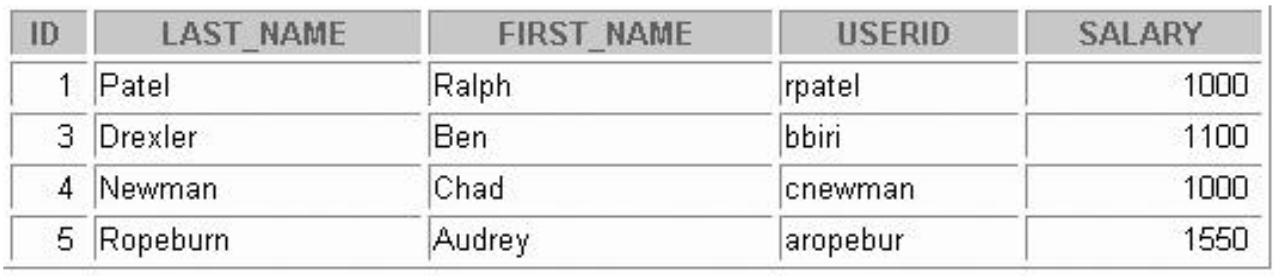 ID LAST_NAME FIRST_NAME USERID SALARY
1 Patel Ralph rpatel 1000
3 Drexler Ben bbiri 1100
4 Newman Chad cnewman 1000
5 Ropeburn Audrey aropebur 1550